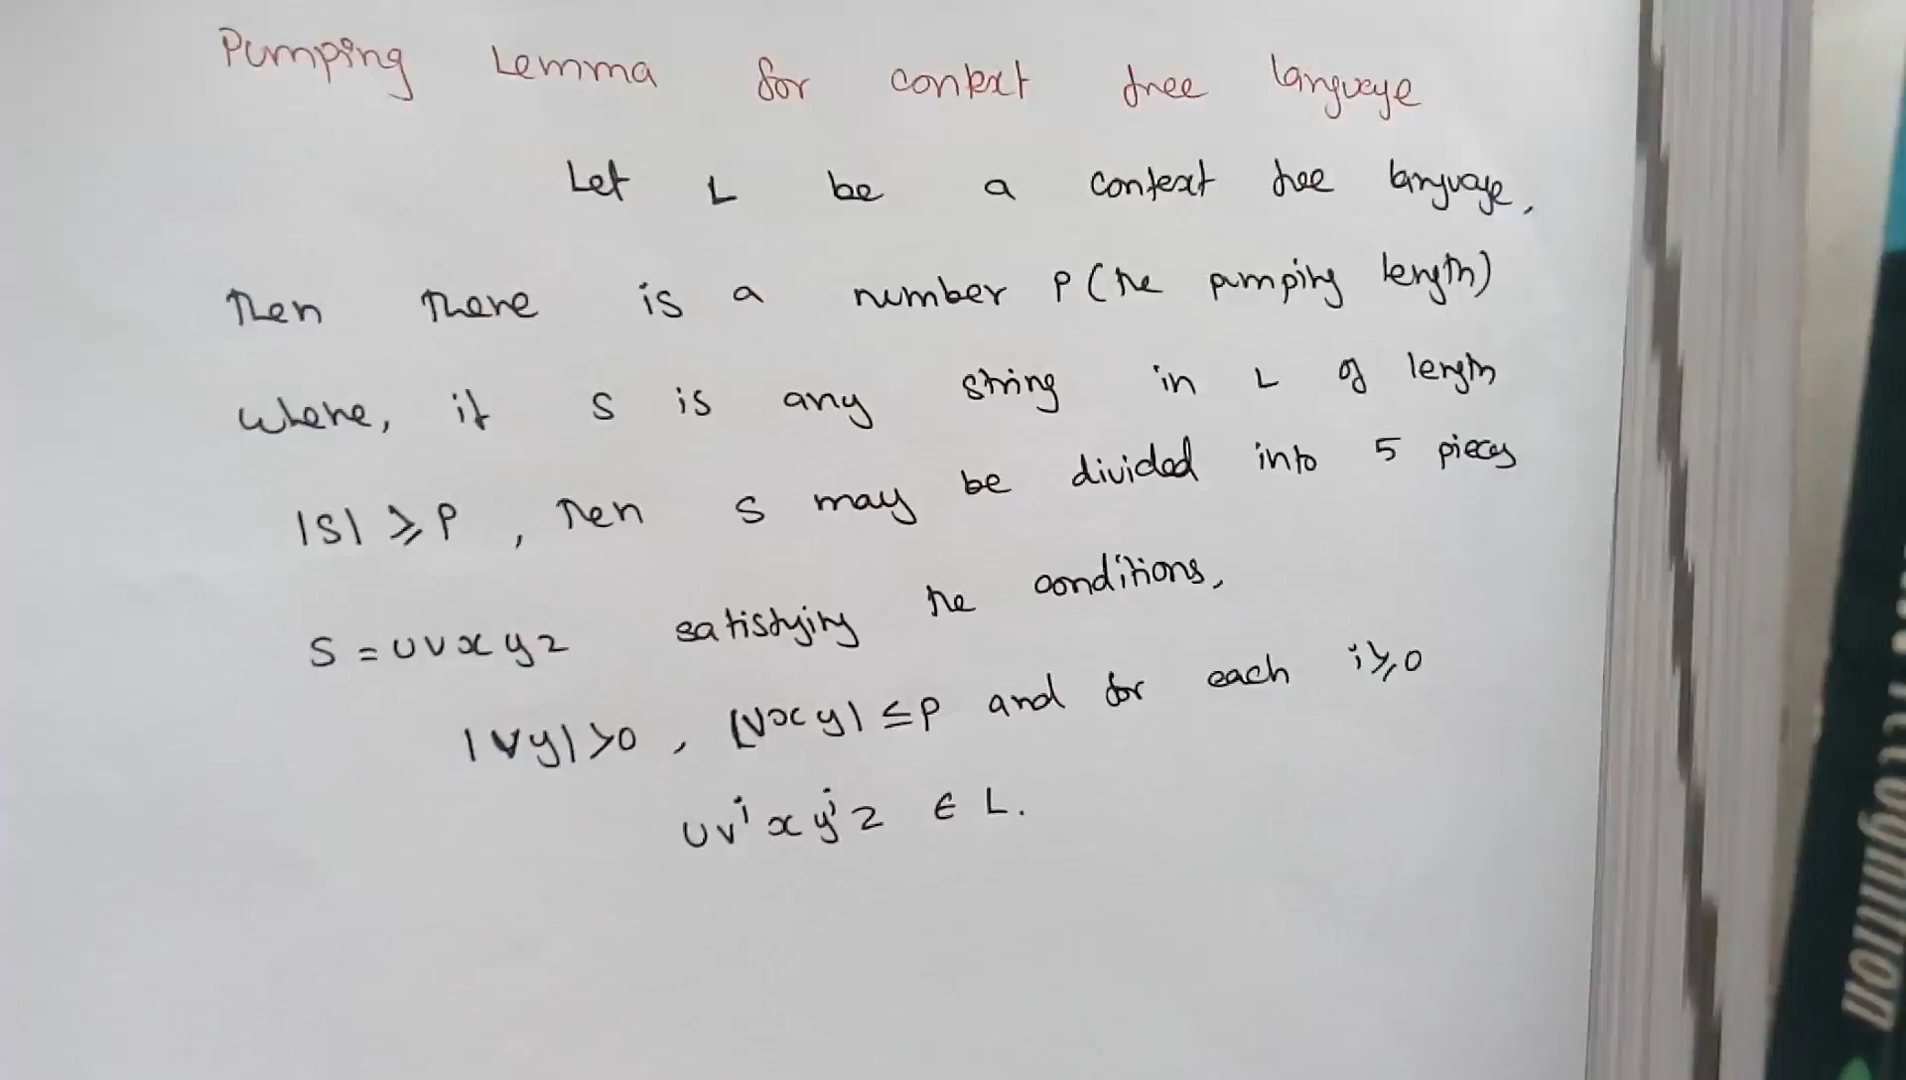 Pumping Lemma for context free language
Let L be a context free language,
Then there is a number P (the pumping length)
where, if S is any string in L of length
|S| ≥ P, then S may be divided into 5 pieces
S = uvxyz satisfying the conditions,
|vy| > 0, |vxy| ≤ P and for each i ≥ 0
uvⁱxyⁱz ∈ L.